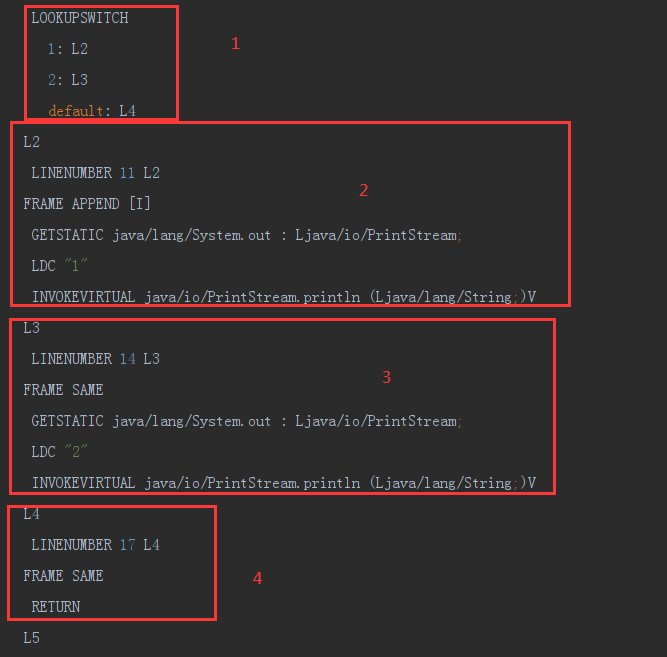 LOOKUPSWITCH
1: L2
1
2: L3
default: L4
L2
LINENUMBER 11 L2
2
FRAME APPEND [I]
GETSTATIC java/lang/System.out : Ljava/io/PrintStream;
LDC "1"
INVOKEVIRTUAL java/io/PrintStream.println (Ljava/lang/String;)V
L3
LINENUMBER 14 L3
3
FRAME SAME
GETSTATIC java/lang/System.out : Ljava/io/PrintStream;
LDC "2"
INVOKEVIRTUAL java/io/PrintStream.println (Ljava/lang/String;)V
L4
LINENUMBER 17 L4
FRAME SAME
4
RETURN
L5